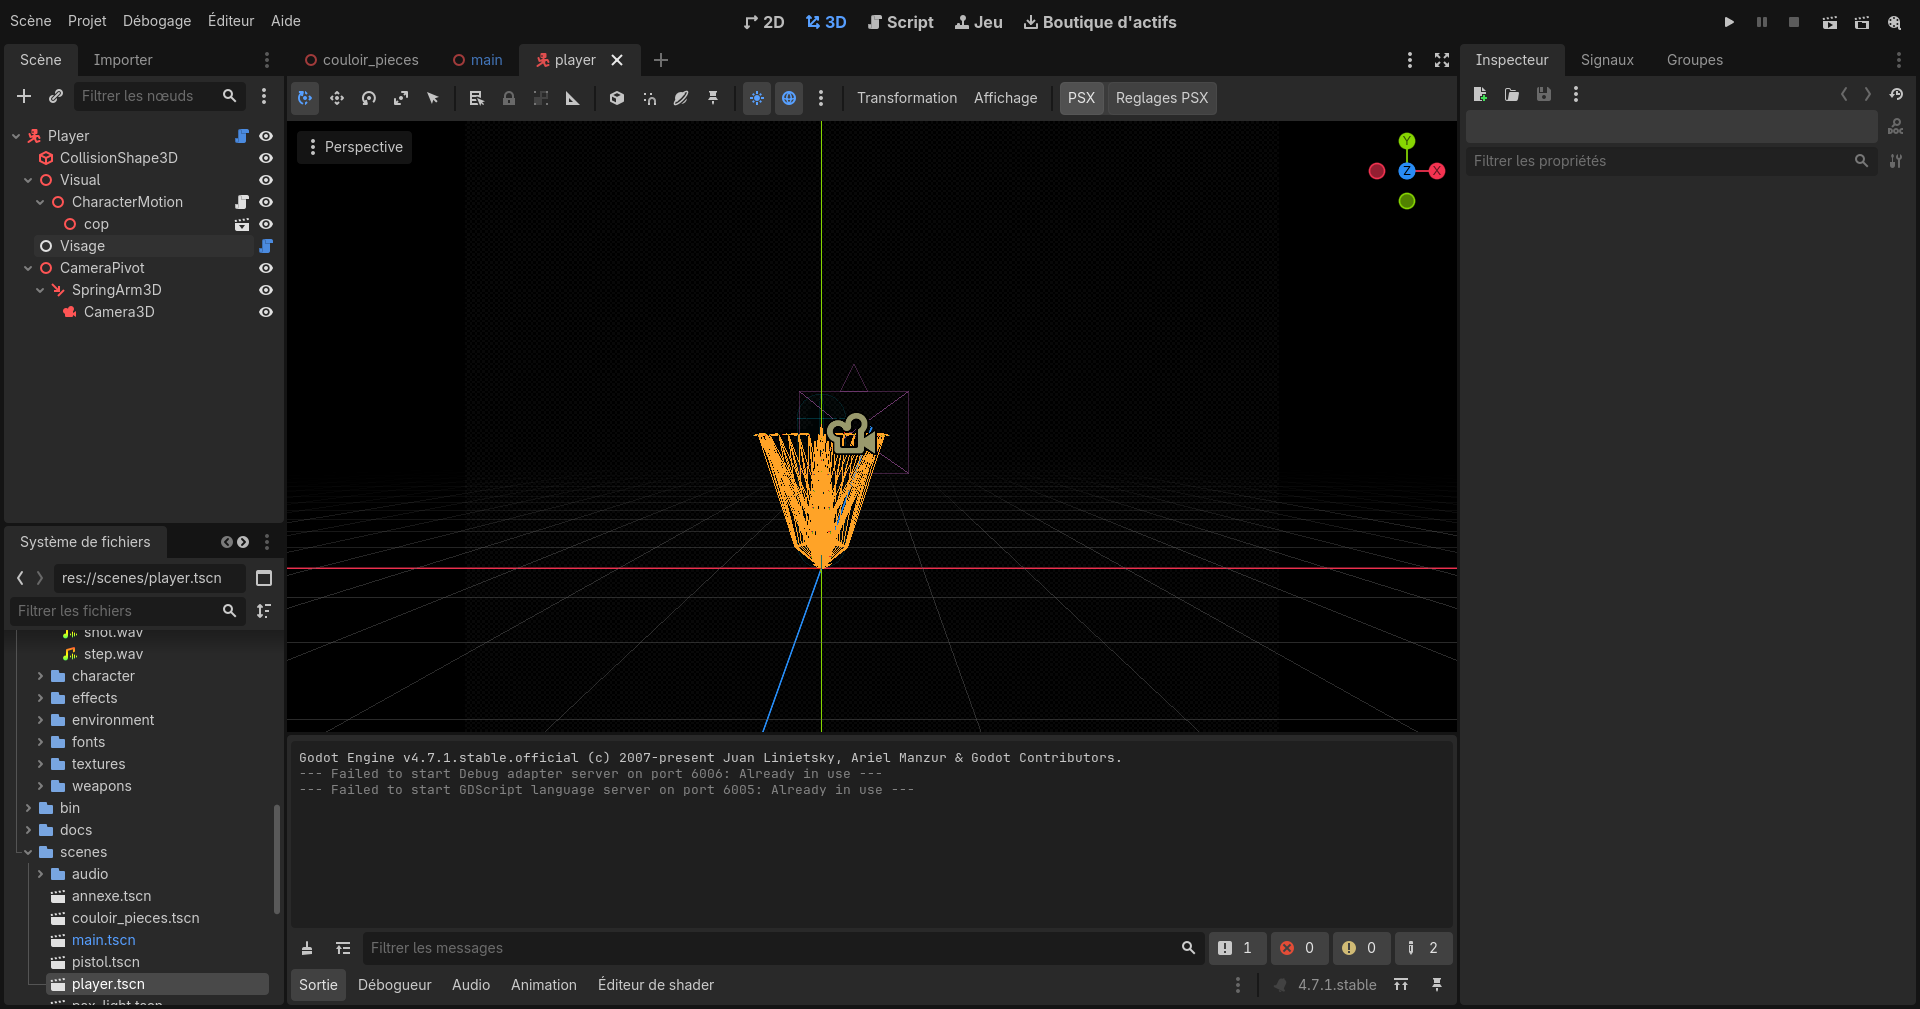 Scène Projet Débogage Éditeur Aide
2D 3D Script Jeu Boutique d'actifs
Scène Importer
Filtrer les nœuds
Player
CollisionShape3D
Visual
CharacterMotion
cop
Visage
CameraPivot
SpringArm3D
Camera3D
Système de fichiers
res://scenes/player.tscn
Filtrer les fichiers
shot.wav
step.wav
character
effects
environment
fonts
textures
weapons
bin
docs
scenes
audio
annexe.tscn
couloir_pieces.tscn
main.tscn
pistol.tscn
player.tscn
psx_light.tscn
couloir_pieces main player
Transformation Affichage PSX Reglages PSX
Perspective
Y
Z X
Godot Engine v4.7.1.stable.official (c) 2007-present Juan Linietsky, Ariel Manzur & Godot Contributors.
--- Failed to start Debug adapter server on port 6006: Already in use ---
--- Failed to start GDScript language server on port 6005: Already in use ---
Filtrer les messages
1 0 0 2
Sortie Débogueur Audio Animation Éditeur de shader
4.7.1.stable
Inspecteur Signaux Groupes
DOC
Filtrer les propriétés